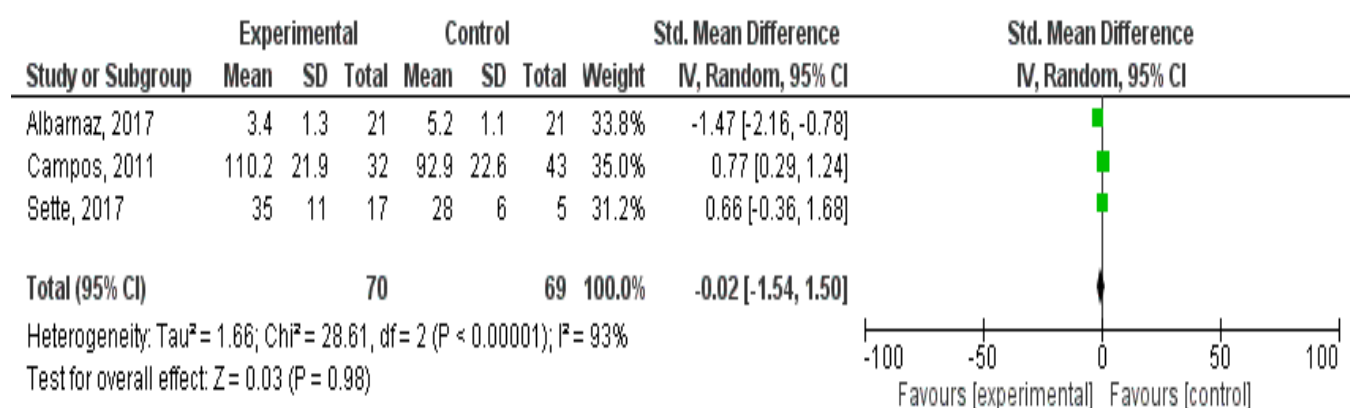 Experimental Control Std. Mean Difference Std. Mean Difference
Study or Subgroup Mean SD Total Mean SD Total Weight IV, Random, 95% CI IV, Random, 95% CI
Albarnaz, 2017 3.4 1.3 21 5.2 1.1 21 33.8% -1.47 [-2.16, -0.78]
Campos, 2011 110.2 21.9 32 92.9 22.6 43 35.0% 0.77 [0.29, 1.24]
Sette, 2017 35 11 17 28 6 5 31.2% 0.66 [-0.36, 1.68]
Total (95% CI) 70 69 100.0% -0.02 [-1.54, 1.50]
Heterogeneity: Tau² = 1.66; Chi² = 28.61, df = 2 (P < 0.00001); I² = 93%
Test for overall effect: Z = 0.03 (P = 0.98)
-100 -50 0 50 100
Favours [experimental] Favours [control]